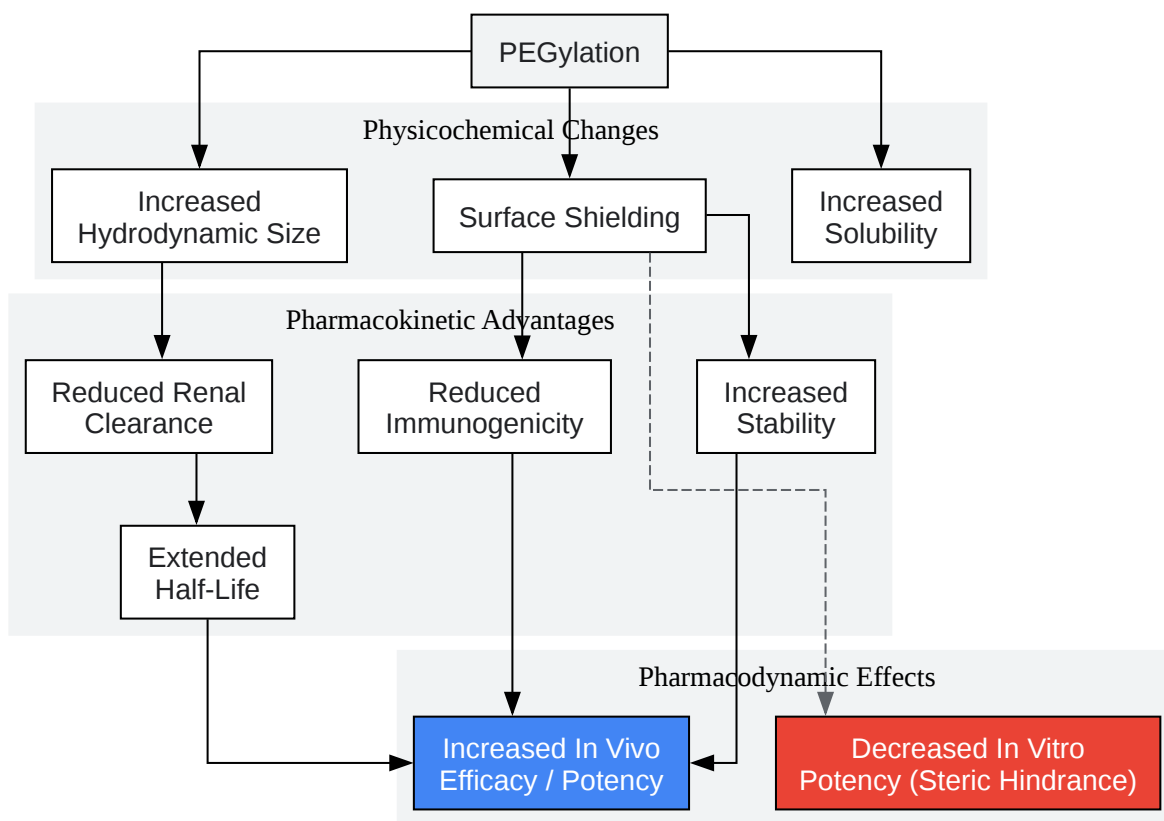 PEGylation
Physicochemical Changes
Increased
Hydrodynamic Size
Surface Shielding
Increased
Solubility
Pharmacokinetic Advantages
Reduced Renal
Clearance
Reduced
Immunogenicity
Increased
Stability
Extended
Half-Life
Pharmacodynamic Effects
Increased In Vivo
Efficacy / Potency
Decreased In Vitro
Potency (Steric Hindrance)